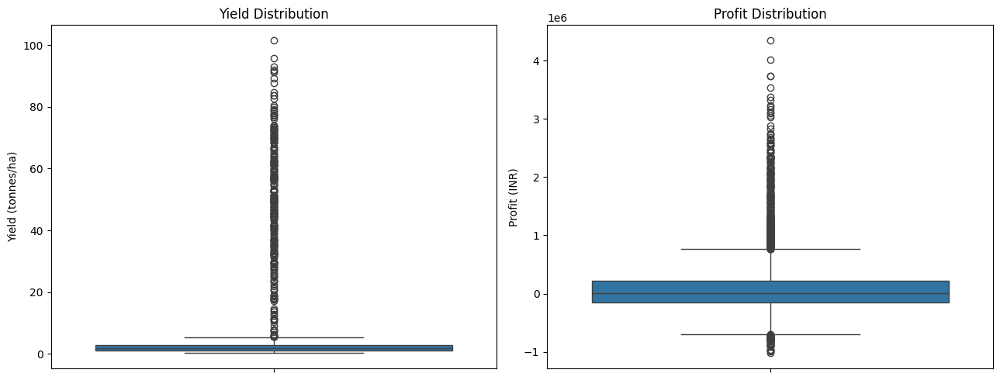 Yield Distribution
Yield (tonnes/ha)
100
80
60
40
20
0
Profit Distribution
1e6
Profit (INR)
4
3
2
1
0
−1